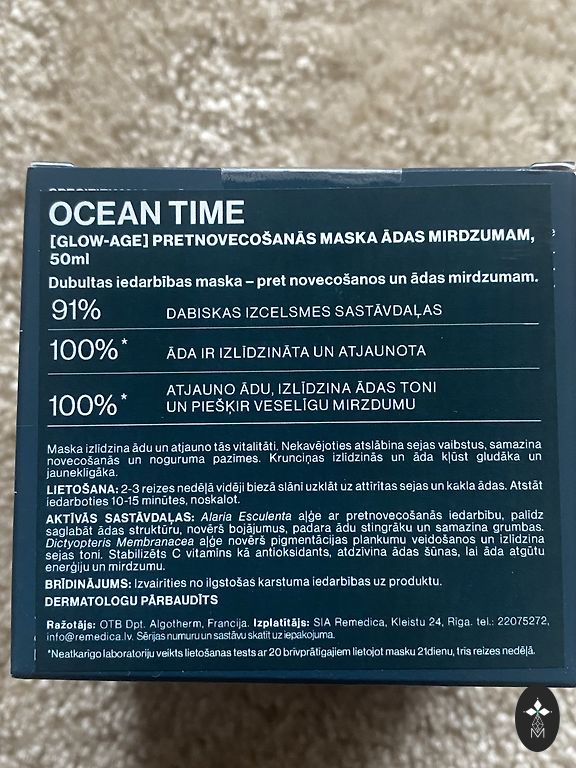 OCEAN TIME
[GLOW-AGE] PRETNOVECOŠANĀS MASKA ĀDAS MIRDZUMAM,
50ml
Dubultas iedarbības maska – pret novecošanos un ādas mirdzumam.
91% DABISKAS IZCELSMES SASTĀVDAĻAS
100%* ĀDA IR IZLĪDZINĀTA UN ATJAUNOTA
ATJAUNO ĀDU, IZLĪDZINA ĀDAS TONI
100%* UN PIEŠĶIR VESELĪGU MIRZDUMU
Maska izlīdzina ādu un atjauno tās vitalitāti. Nekavējoties atslābina sejas vaibstus, samazina
novecošanās un noguruma pazīmes. Krunciņas izlīdzinās un āda kļūst gludāka un
jauneklīgāka.
LIETOŠANA: 2-3 reizes nedēļā vidēji biezā slānī uzklāt uz attīrītas sejas un kakla ādas. Atstāt
iedarboties 10-15 minūtes, noskalot.
AKTĪVĀS SASTĀVDAĻAS: Alaria Esculenta aļģe ar pretnovecošanās iedarbību, palīdz
saglabāt ādas struktūru, novērš bojājumus, padara ādu stingrāku un samazina grumbas.
Dictyopteris Membranacea aļģe novērš pigmentācijas plankumu veidošanos un izlīdzina
sejas toni. Stabilizēts C vitamīns kā antioksidants, atdzīvina ādas šūnas, lai āda atgūtu
enerģiju un mirdzumu.
BRĪDINĀJUMS: Izvairīties no ilgstošas karstuma iedarbības uz produktu.
DERMATOLOGU PĀRBAUDĪTS
Ražotājs: OTB Dpt. Algotherm, Francija. Izplatītājs: SIA Remedica, Kleistu 24, Rīga. tel.: 22075272,
info@remedica.lv. Sērijas numuru un sastāvu skatīt uz iepakojuma.
*Neatkarīgo laboratoriju veikts lietošanas tests ar 20 brīvprātīgajiem lietojot masku 21dienu, trīs reizes nedēļā.
M